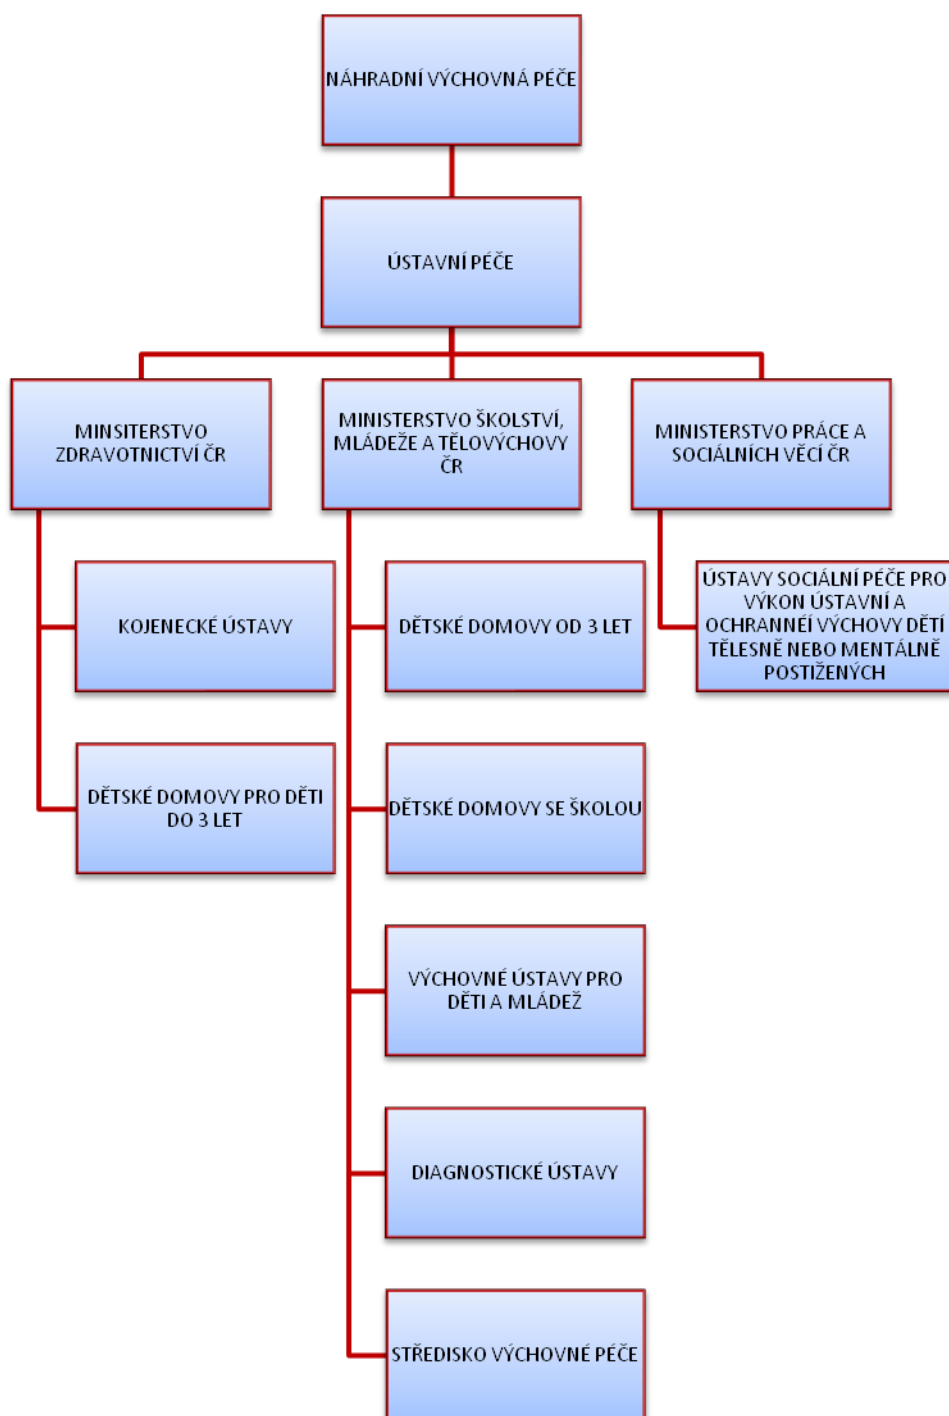 NÁHRADNÍ VÝCHOVNÁ PÉČE
ÚSTAVNÍ PÉČE
MINSITERSTVO
ZDRAVOTNICTVÍ ČR
MINISTERSTVO ŠKOLSTVÍ,
MLÁDEŽE A TĚLOVÝCHOVY
ČR
MINISTERSTVO PRÁCE A
SOCIÁLNÍCH VĚCÍ ČR
KOJENECKÉ ÚSTAVY
DĚTSKÉ DOMOVY PRO DĚTI
DO 3 LET
DĚTSKÉ DOMOVY OD 3 LET
DĚTSKÉ DOMOVY SE ŠKOLOU
VÝCHOVNÉ ÚSTAVY PRO
DĚTI A MLÁDEŽ
DIAGNOSTICKÉ ÚSTAVY
STŘEDISKO VÝCHOVNÉ PÉČE
ÚSTAVY SOCIÁLNÍ PÉČE PRO
VÝKON ÚSTAVNÍ A
OCHRANNEÍ VÝCHOVY DĚTÍ
TĚLESNĚ NEBO MENTÁLNĚ
POSTIŽENÝCH